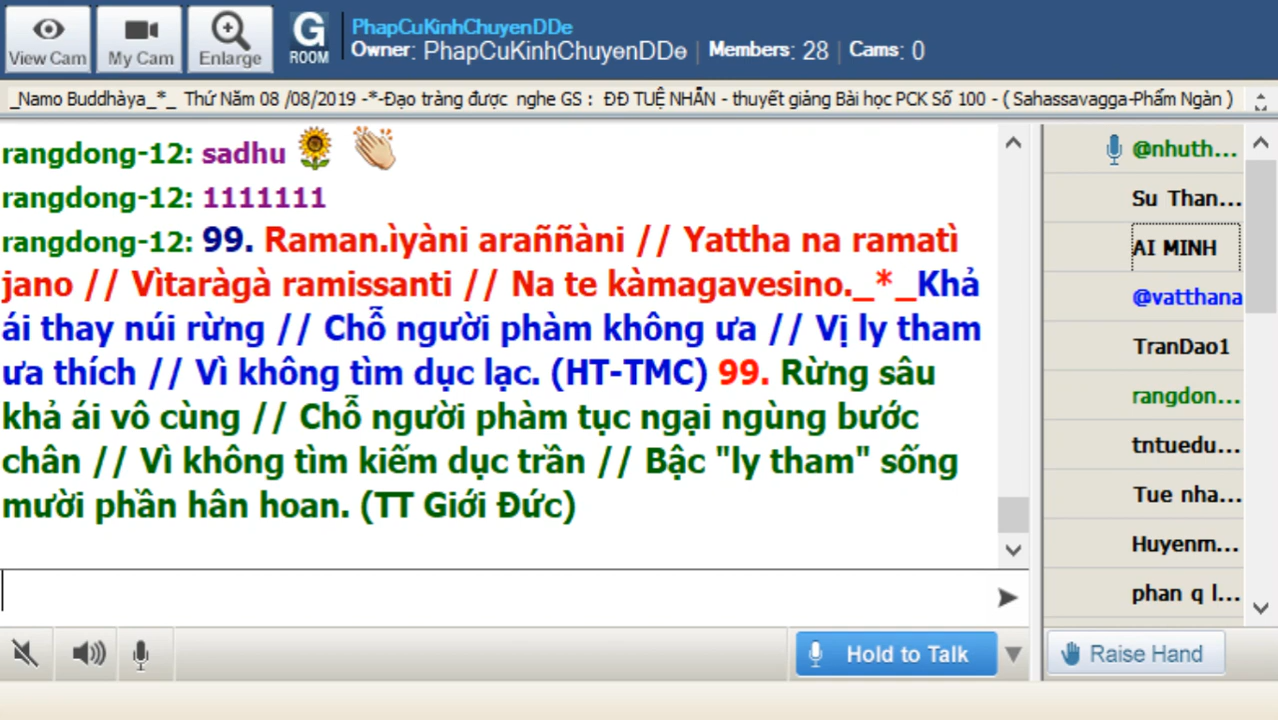 View Cam
My Cam
Enlarge
G ROOM
PhapCuKinhChuyenDDe
Owner: PhapCuKinhChuyenDDe | Members: 28 | Cams: 0
_Namo Buddhàya_*_ Thứ Năm 08 /08/2019 -*-Đạo tràng được nghe GS : ĐĐ TUỆ NHẪN - thuyết giảng Bài học PCK Số 100 - ( Sahassavagga-Phẩm Ngàn )
rangdong-12: sadhu
rangdong-12: 1111111
rangdong-12: 99. Raman.ìyàni araññàni // Yattha na ramatì
jano // Vìtaràgà ramissanti // Na te kàmagavesino._*_Khả
ái thay núi rừng // Chỗ người phàm không ưa // Vị ly tham
ưa thích // Vì không tìm dục lạc. (HT-TMC) 99. Rừng sâu
khả ái vô cùng // Chỗ người phàm tục ngại ngùng bước
chân // Vì không tìm kiếm dục trần // Bậc "ly tham" sống
mười phần hân hoan. (TT Giới Đức)
@nhuth...
Su Than...
AI MINH
@vatthana
TranDao1
rangdon...
tntuedu...
Tue nha...
Huyenm...
phan q l...
Hold to Talk
Raise Hand